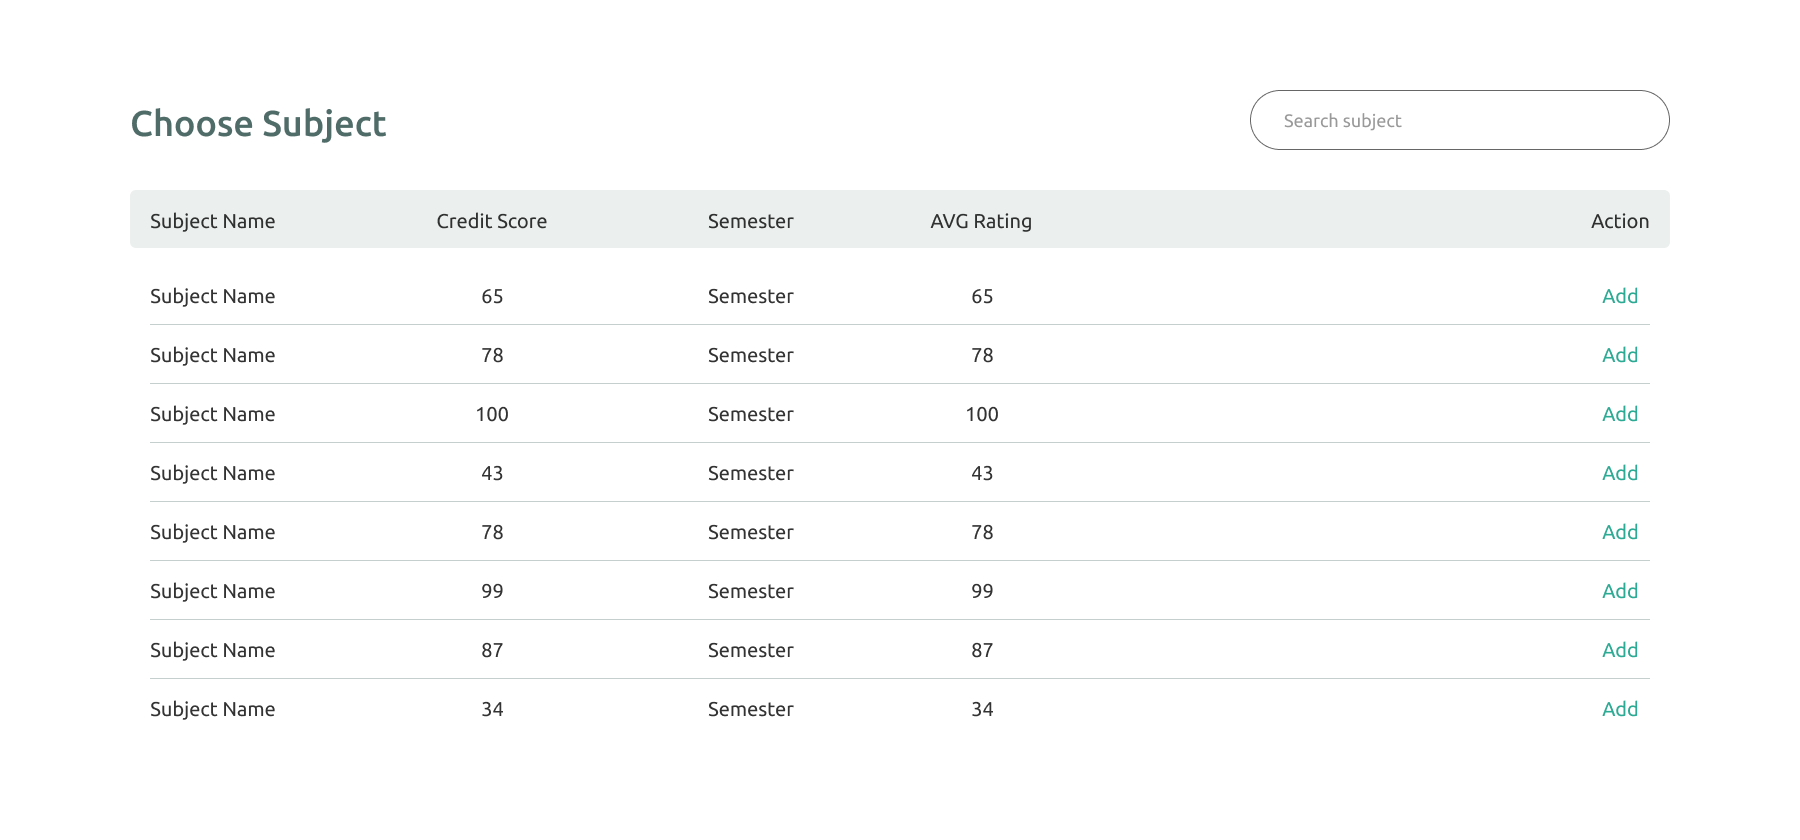 Choose Subject
Search subject
Subject Name Credit Score Semester AVG Rating Action
Subject Name 65 Semester 65 Add
Subject Name 78 Semester 78 Add
Subject Name 100 Semester 100 Add
Subject Name 43 Semester 43 Add
Subject Name 78 Semester 78 Add
Subject Name 99 Semester 99 Add
Subject Name 87 Semester 87 Add
Subject Name 34 Semester 34 Add